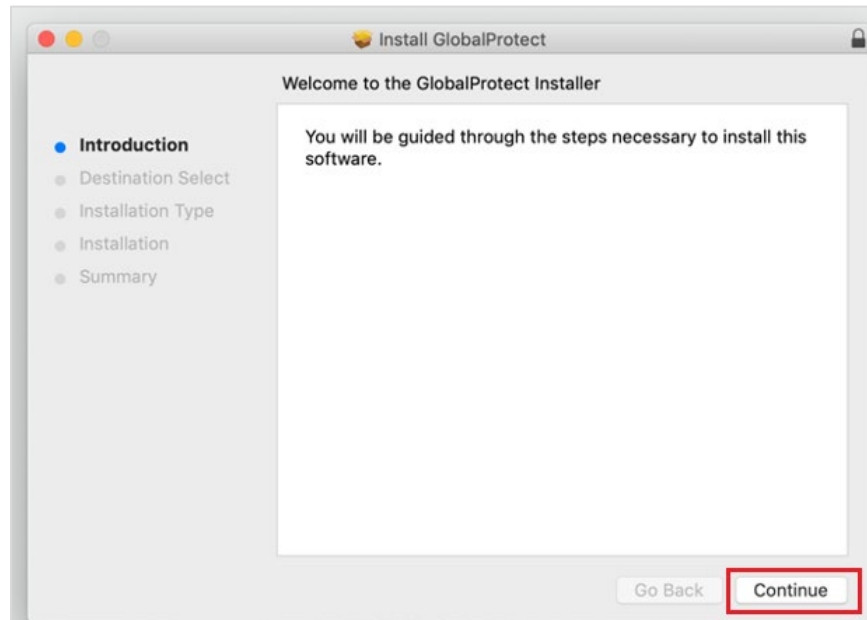 Install GlobalProtect
Welcome to the GlobalProtect Installer
Introduction
Destination Select
Installation Type
Installation
Summary
You will be guided through the steps necessary to install this
software.
Go Back
Continue